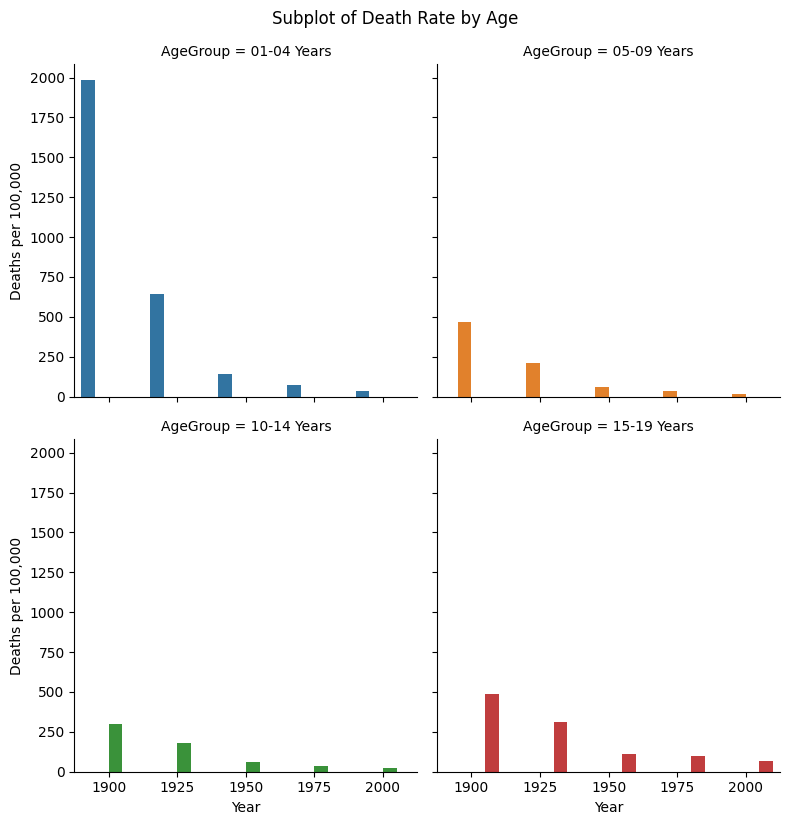 Subplot of Death Rate by Age
AgeGroup = 01-04 Years
AgeGroup = 05-09 Years
2000
1750
1500
1250
1000
750
500
250
0
Deaths per 100,000
AgeGroup = 10-14 Years
AgeGroup = 15-19 Years
2000
1750
1500
1250
1000
750
500
250
0
Deaths per 100,000
1900 1925 1950 1975 2000
Year
1900 1925 1950 1975 2000
Year